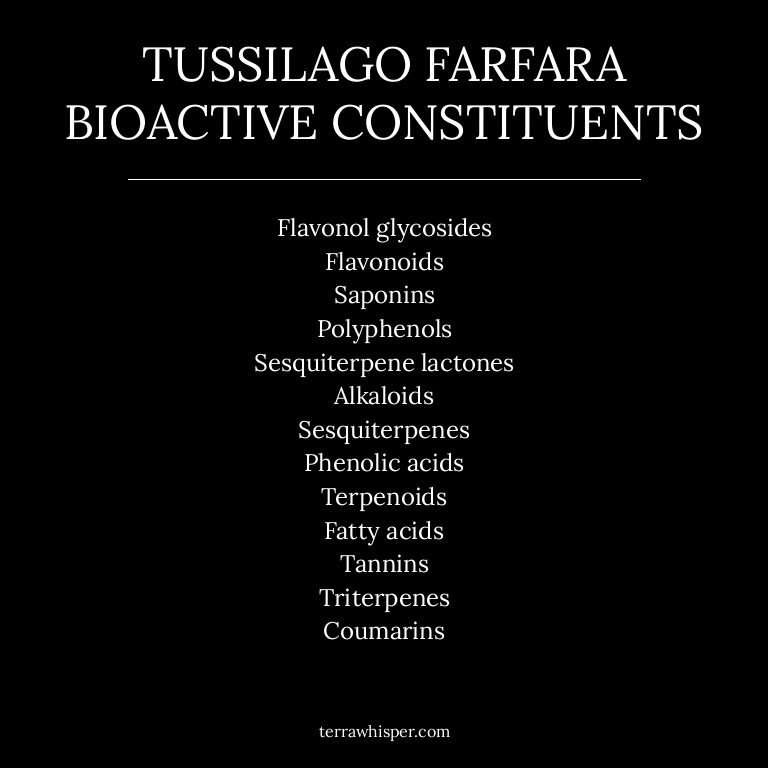 TUSSILAGO FARFARA
BIOACTIVE CONSTITUENTS
Flavonol glycosides
Flavonoids
Saponins
Polyphenols
Sesquiterpene lactones
Alkaloids
Sesquiterpenes
Phenolic acids
Terpenoids
Fatty acids
Tannins
Triterpenes
Coumarins
terrawhisper.com